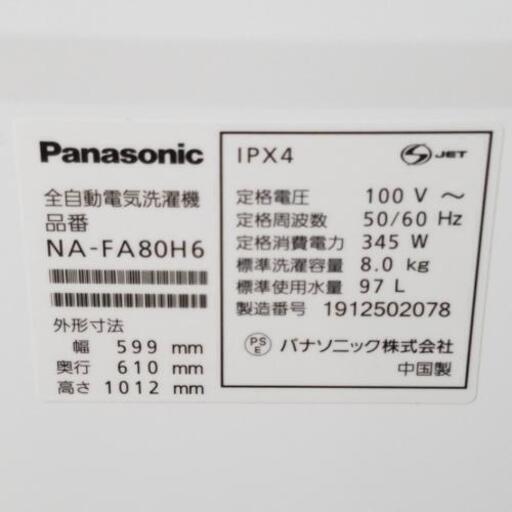 Panasonic
全自動電気洗濯機
品番
NA-FA80H6
外形寸法
幅 599 mm
奥行 610 mm
高さ 1012 mm
IPX4
S JET
定格電圧 100 V ～
定格周波数 50/60 Hz
定格消費電力 345 W
標準洗濯容量 8.0 kg
標準使用水量 97 L
製造番号 1912502078
PSE パナソニック株式会社
中国製